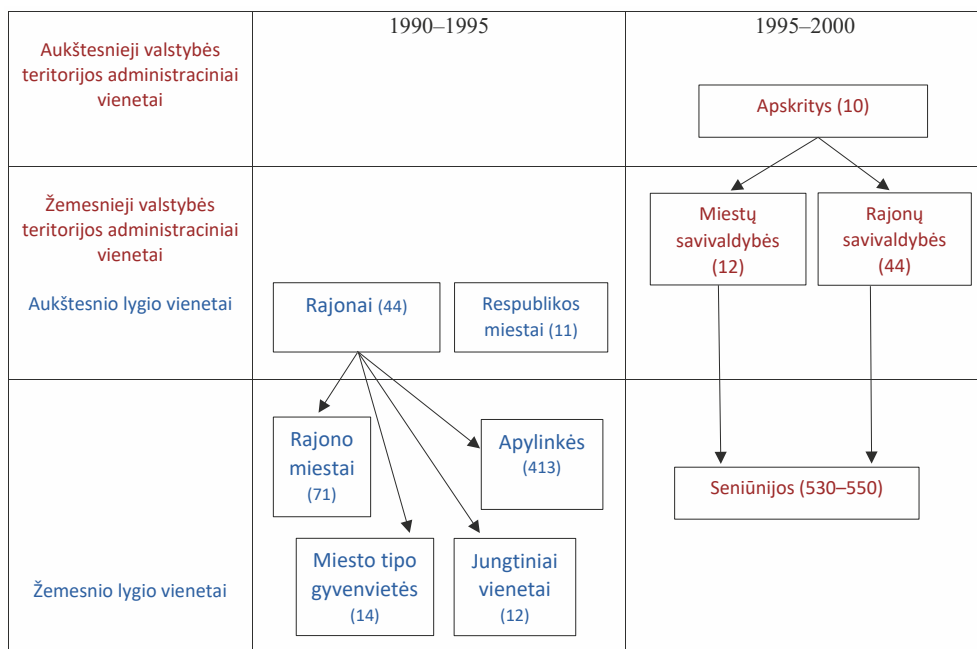 1990–1995
1995–2000
Aukštesnieji valstybės
teritorijos administraciniai
vienetai
Apskritys (10)
Žemesnieji valstybės
teritorijos administraciniai
vienetai
Miestų
savivaldybės
(12)
Rajonų
savivaldybės
(44)
Aukštesnio lygio vienetai
Rajonai (44)
Respublikos
miestai (11)
Rajono
miestai
(71)
Apylinkės
(413)
Seniūnijos (530–550)
Žemesnio lygio vienetai
Miesto tipo
gyvenvietės
(14)
Jungtiniai
vienetai
(12)